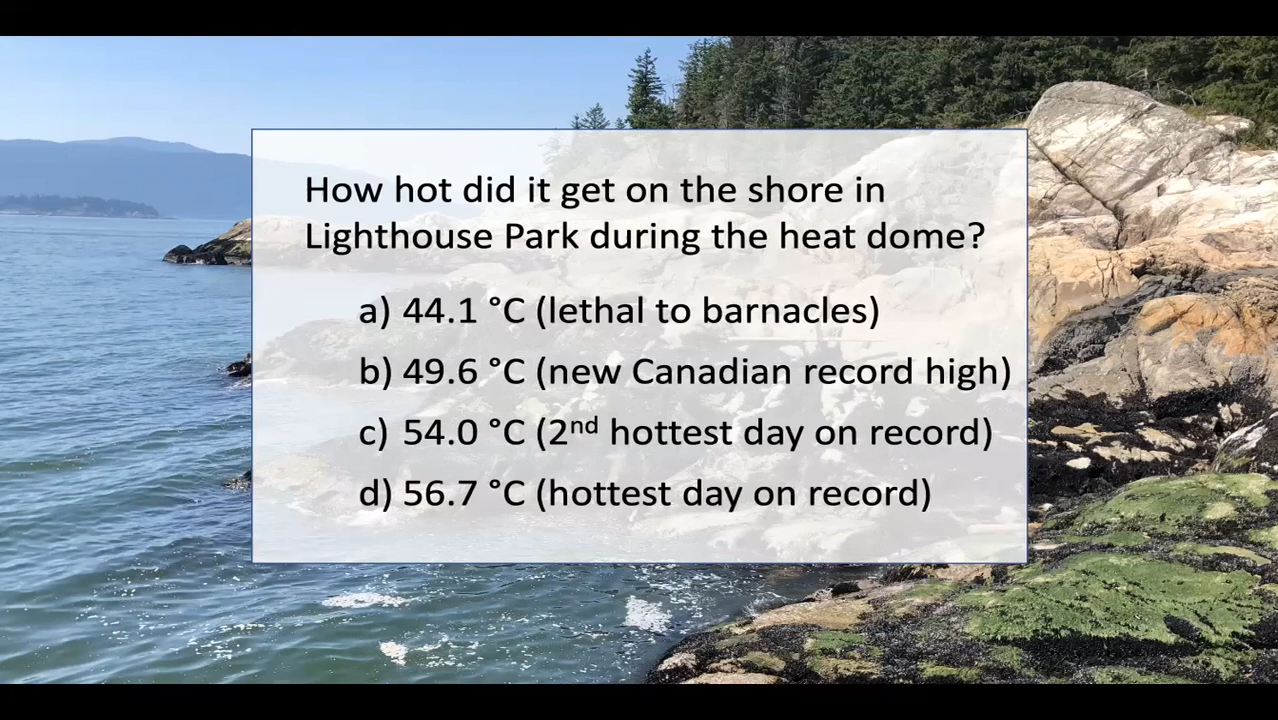 How hot did it get on the shore in
Lighthouse Park during the heat dome?
a) 44.1 °C (lethal to barnacles)
b) 49.6 °C (new Canadian record high)
c) 54.0 °C (2nd hottest day on record)
d) 56.7 °C (hottest day on record)